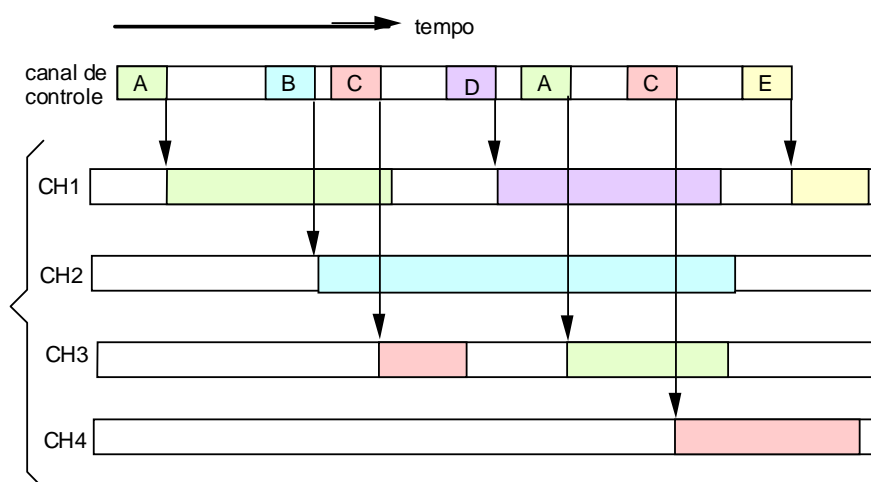 tempo
canal de
controle
A B C D A C E
CH1
CH2
CH3
CH4